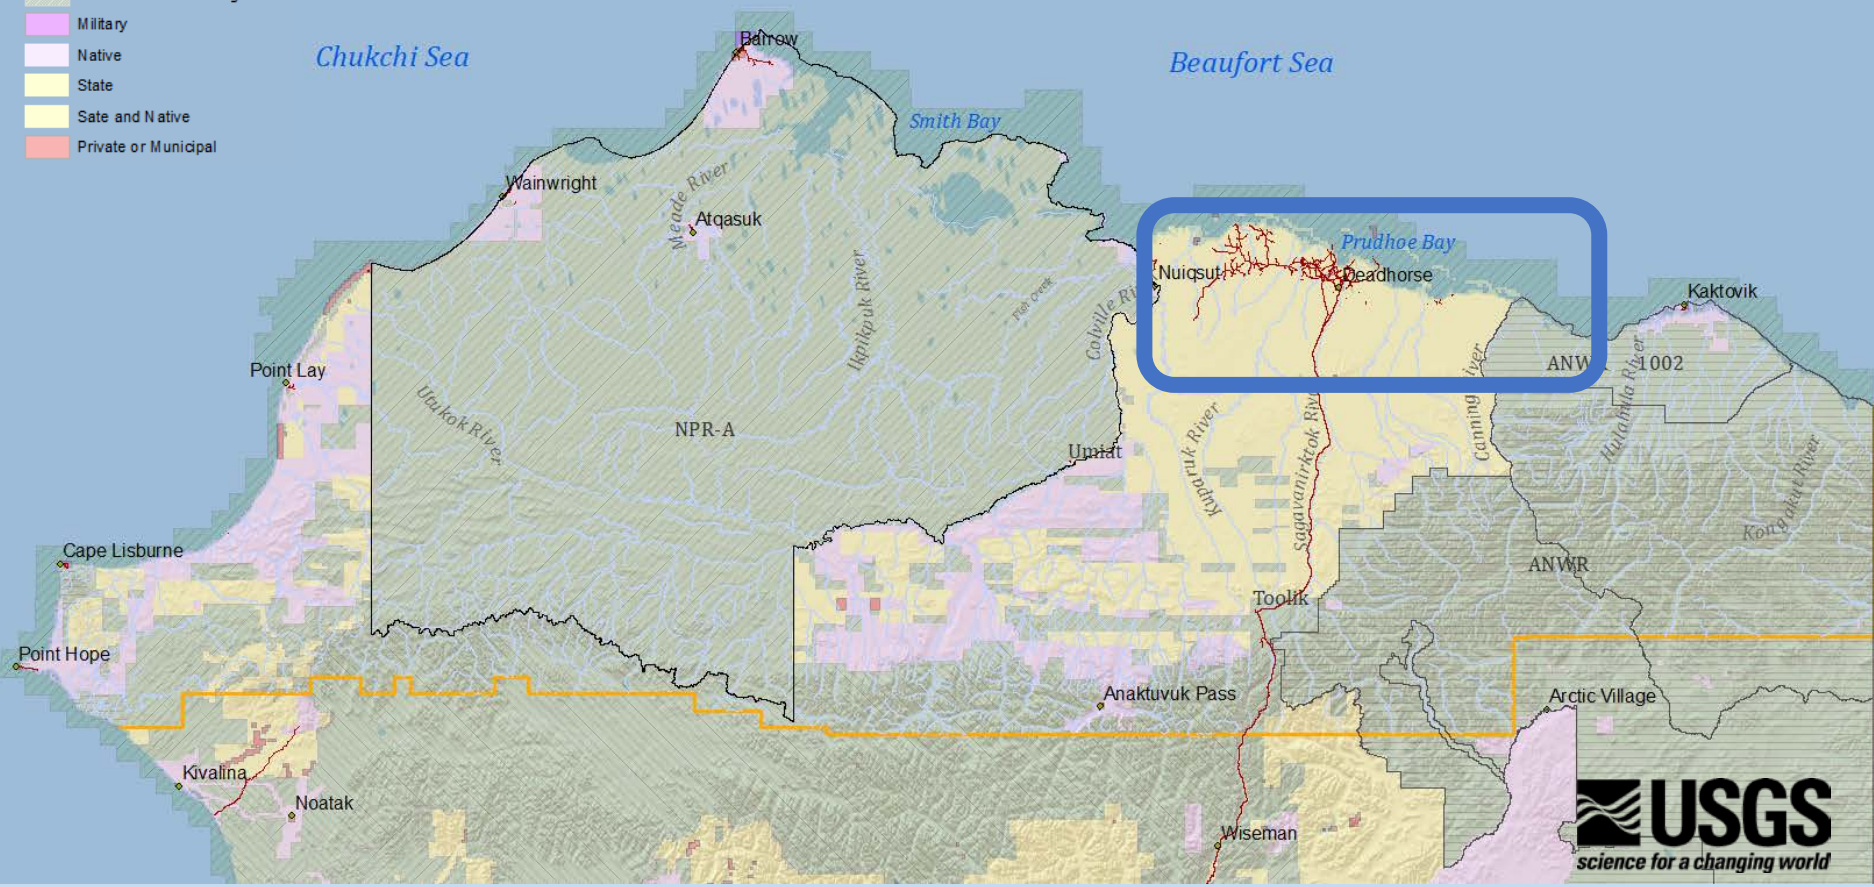 Military
Native
State
Sate and Native
Private or Municipal
Chukchi Sea
Barrow
Beaufort Sea
Smith Bay
Wainwright
Meade River
Atqasuk
Ikpikpuk River
Fish Creek
Colville
Nuiqsut
Prudhoe Bay
Deadhorse
Kaktovik
ANW
1002
Point Lay
Utukok River
NPR-A
Umiat
Kuparuk River
Sagavanirktok
Canning
Hulahula River
Kongakut River
Cape Lisburne
ANWR
Toolik
Point Hope
Anaktuvuk Pass
Arctic Village
Kivalina
Noatak
Wiseman
USGS
science for a changing world